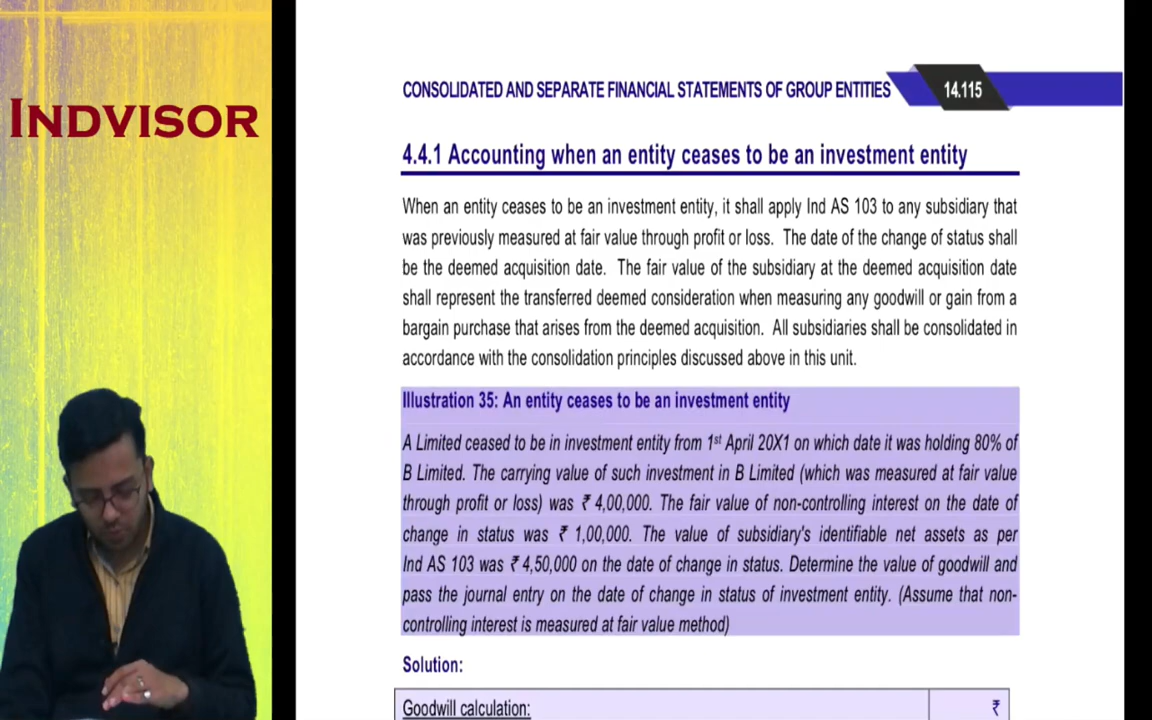 INDVISOR
CONSOLIDATED AND SEPARATE FINANCIAL STATEMENTS OF GROUP ENTITIES 14.115
4.4.1 Accounting when an entity ceases to be an investment entity
When an entity ceases to be an investment entity, it shall apply Ind AS 103 to any subsidiary that
was previously measured at fair value through profit or loss. The date of the change of status shall
be the deemed acquisition date. The fair value of the subsidiary at the deemed acquisition date
shall represent the transferred deemed consideration when measuring any goodwill or gain from a
bargain purchase that arises from the deemed acquisition. All subsidiaries shall be consolidated in
accordance with the consolidation principles discussed above in this unit.
Illustration 35: An entity ceases to be an investment entity
A Limited ceased to be in investment entity from 1st April 20X1 on which date it was holding 80% of
B Limited. The carrying value of such investment in B Limited (which was measured at fair value
through profit or loss) was ₹ 4,00,000. The fair value of non-controlling interest on the date of
change in status was ₹ 1,00,000. The value of subsidiary's identifiable net assets as per
Ind AS 103 was ₹ 4,50,000 on the date of change in status. Determine the value of goodwill and
pass the journal entry on the date of change in status of investment entity. (Assume that non-
controlling interest is measured at fair value method)
Solution:
Goodwill calculation: ₹